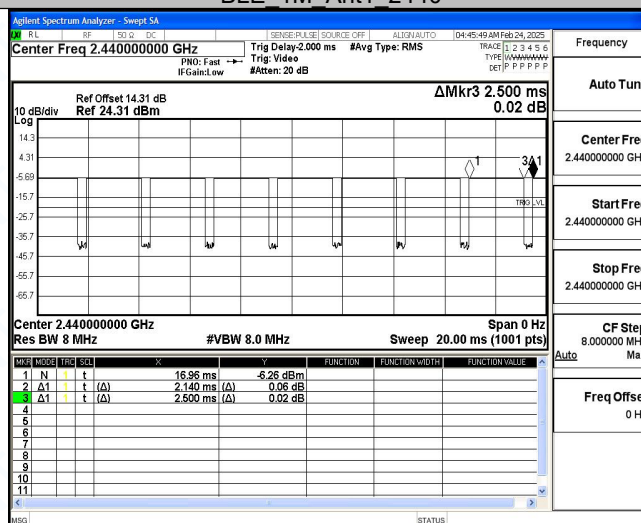 Agilent Spectrum Analyzer - Swept SA
LXI RL RF 50 Ω DC SENSE:PULSE SOURCE OFF ALIGN AUTO 04:45:49 AM Feb 24, 2025
Center Freq 2.440000000 GHz
PNO: Fast
IFGain:Low
Trig Delay-2.000 ms
Trig: Video
#Atten: 20 dB
#Avg Type: RMS
TRACE 1 2 3 4 5 6
TYPE WWWWWW
DET P P P P P P
ΔMkr3 2.500 ms
0.02 dB
Ref Offset 14.31 dB
10 dB/div Ref 24.31 dBm
Log
14.3
4.31
-5.69
-15.7
-25.7
-35.7
-45.7
-55.7
-65.7
1
3Δ1
TRIG LVL
Center 2.440000000 GHz Span 0 Hz
Res BW 8 MHz #VBW 8.0 MHz Sweep 20.00 ms (1001 pts)
MKR MODE TRC SCL X Y FUNCTION FUNCTION WIDTH FUNCTION VALUE
1 N 1 t 16.96 ms -6.26 dBm
2 Δ1 1 t (Δ) 2.140 ms (Δ) 0.06 dB
3 Δ1 1 t (Δ) 2.500 ms (Δ) 0.02 dB
4
5
6
7
8
9
10
11
MSG STATUS
Frequency
Auto Tun
Center Fre
2.440000000 GH
Start Fre
2.440000000 GH
Stop Fre
2.440000000 GH
CF Ste
8.000000 MH
Auto Ma
Freq Offse
0 H